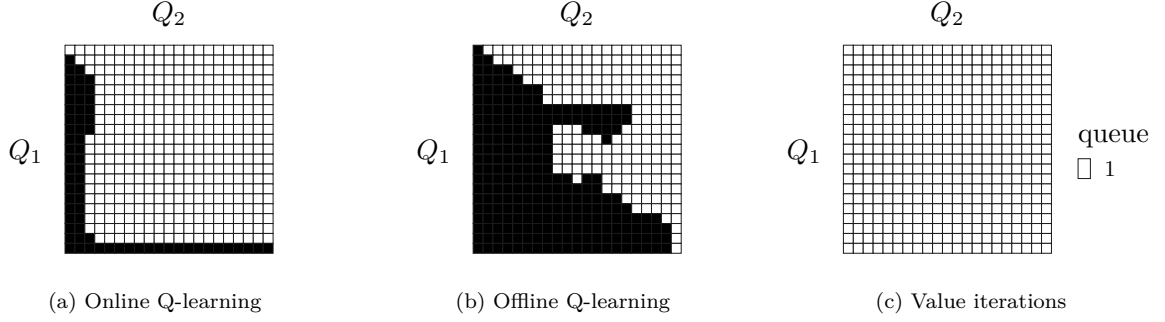 Q2
Q1
(a) Online Q-learning
Q2
Q1
(b) Offline Q-learning
Q2
Q1
(c) Value iterations
queue
1